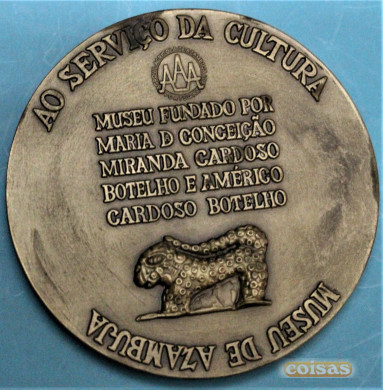 AO SERVIÇO DA CULTURA
AAA
MUSEU FUNDADO POR
MARIA D CONCEIÇÃO
MIRANDA CARDOSO
BOTELHO E AMÉRICO
CARDOSO BOTELHO
MUSEU DE AZAMBUJA
coisas